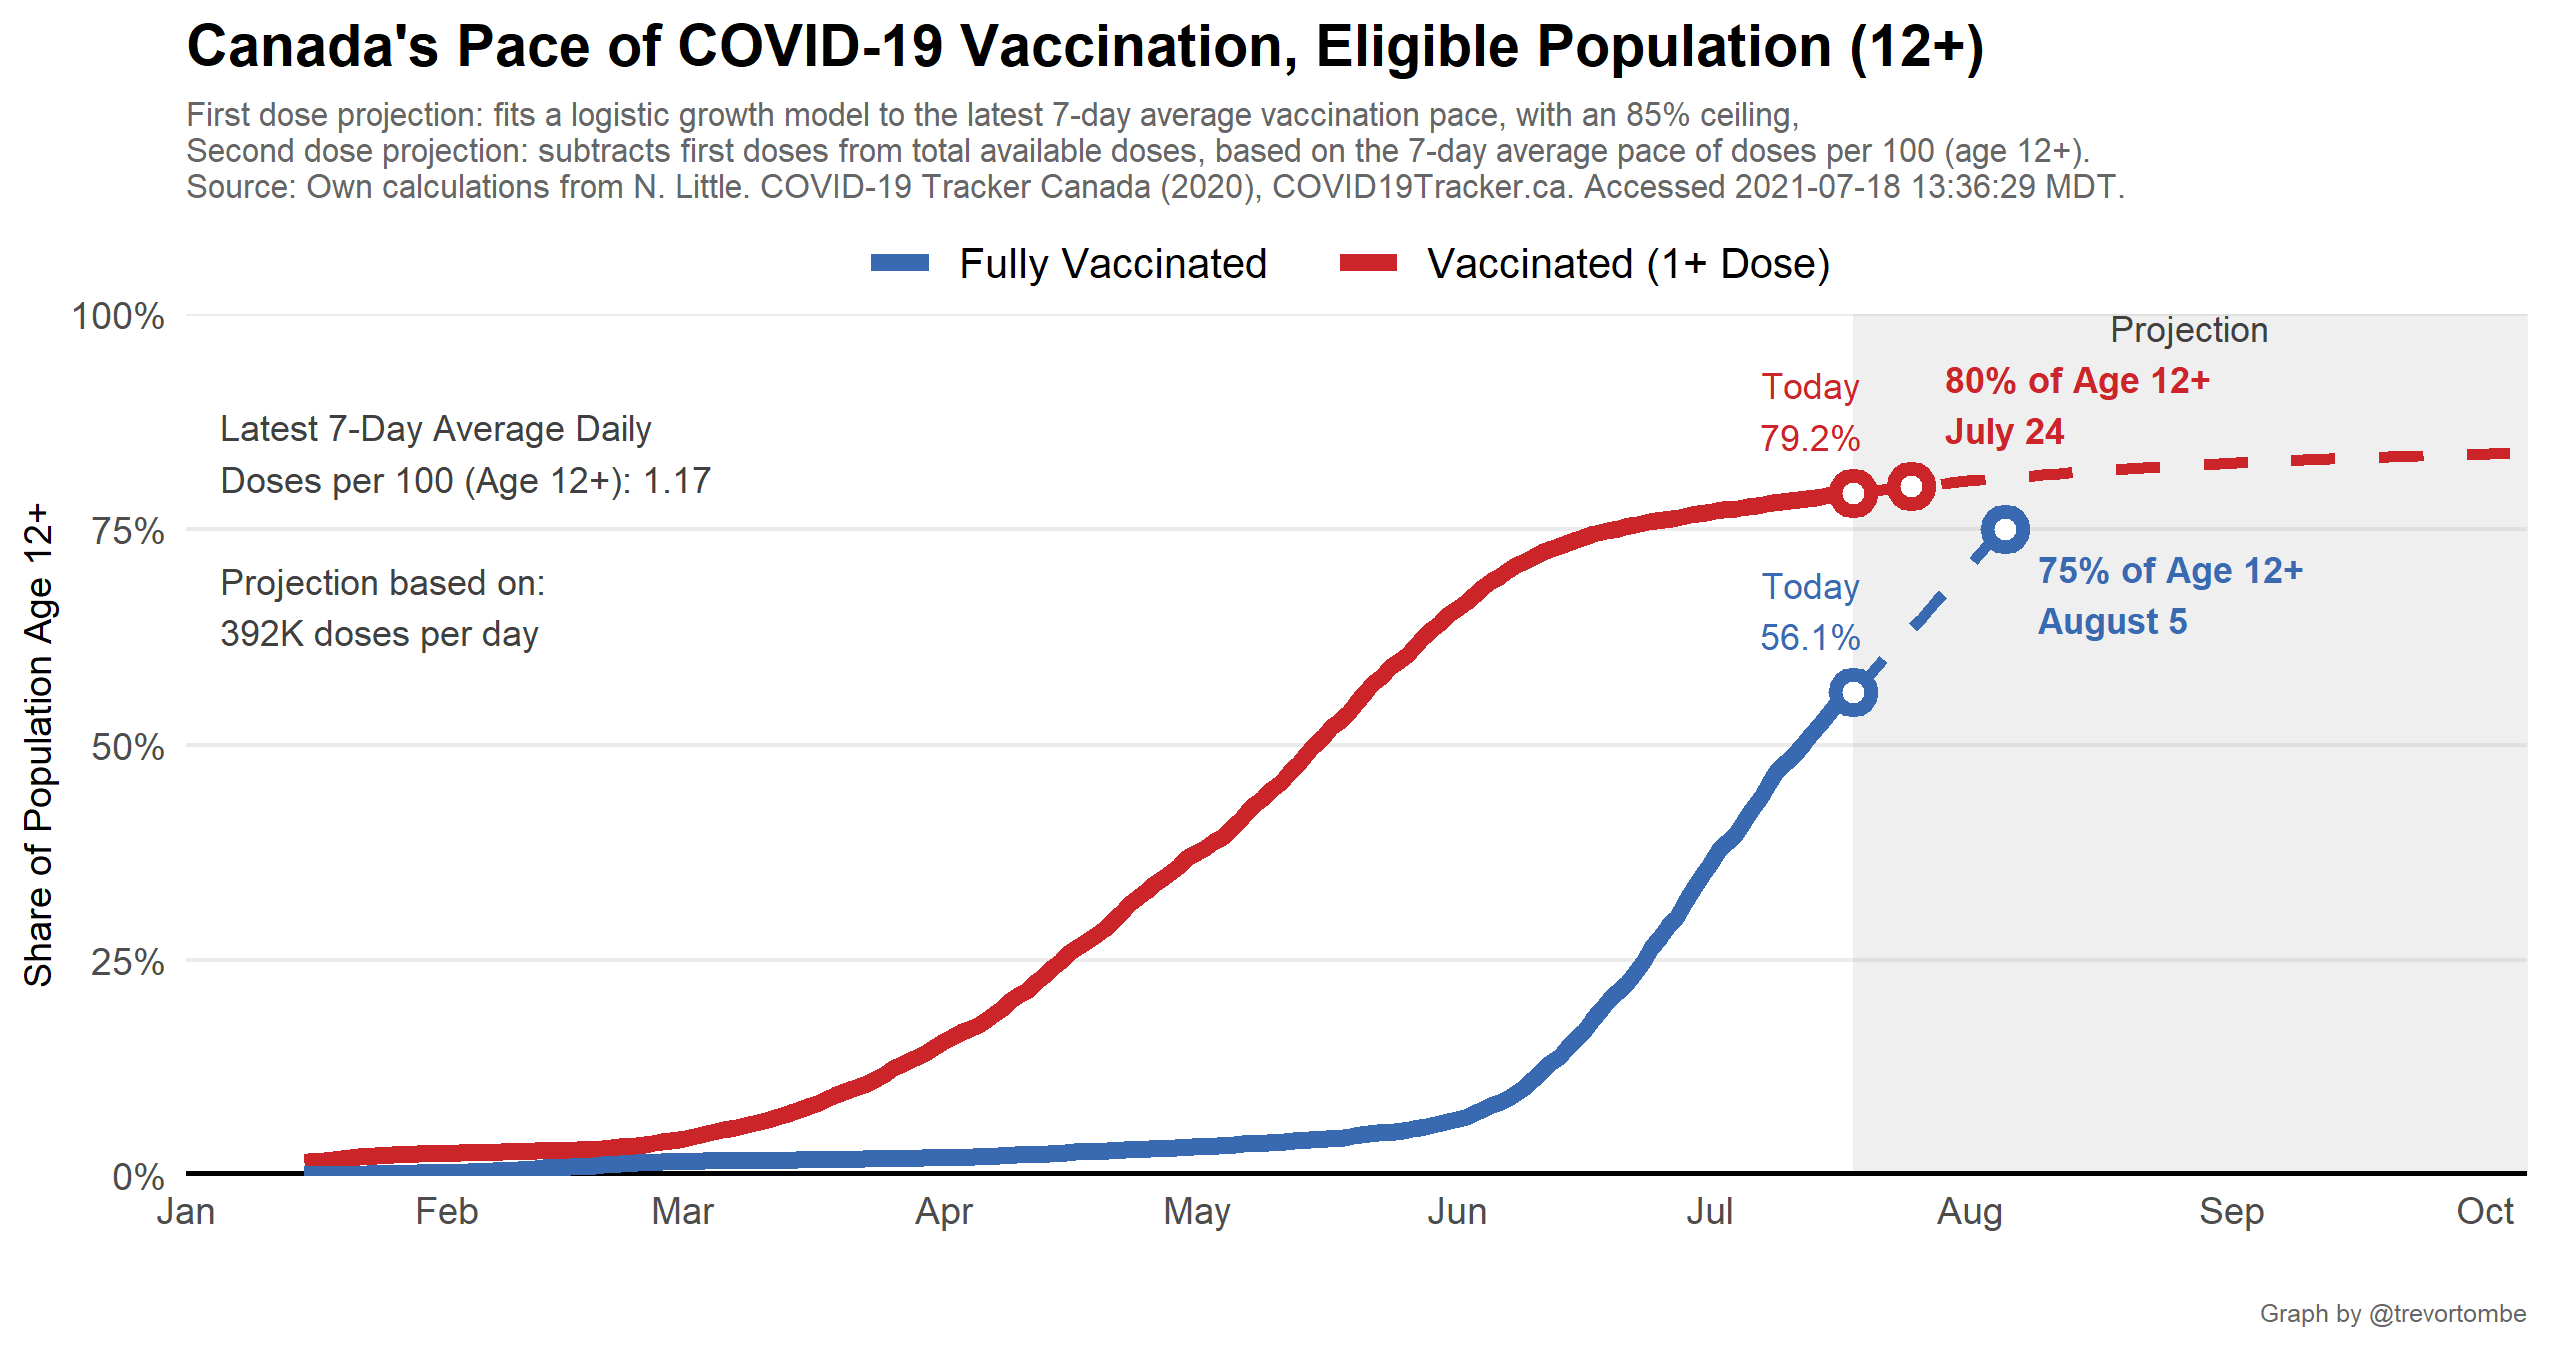 Canada's Pace of COVID-19 Vaccination, Eligible Population (12+)
First dose projection: fits a logistic growth model to the latest 7-day average vaccination pace, with an 85% ceiling,
Second dose projection: subtracts first doses from total available doses, based on the 7-day average pace of doses per 100 (age 12+).
Source: Own calculations from N. Little. COVID-19 Tracker Canada (2020), COVID19Tracker.ca. Accessed 2021-07-18 13:36:29 MDT.
Fully Vaccinated
Vaccinated (1+ Dose)
Share of Population Age 12+
100%
75%
50%
25%
0%
Latest 7-Day Average Daily
Doses per 100 (Age 12+): 1.17
Projection based on:
392K doses per day
Projection
Today
79.2%
80% of Age 12+
July 24
Today
56.1%
75% of Age 12+
August 5
Jan
Feb
Mar
Apr
May
Jun
Jul
Aug
Sep
Oct
Graph by @trevortombe